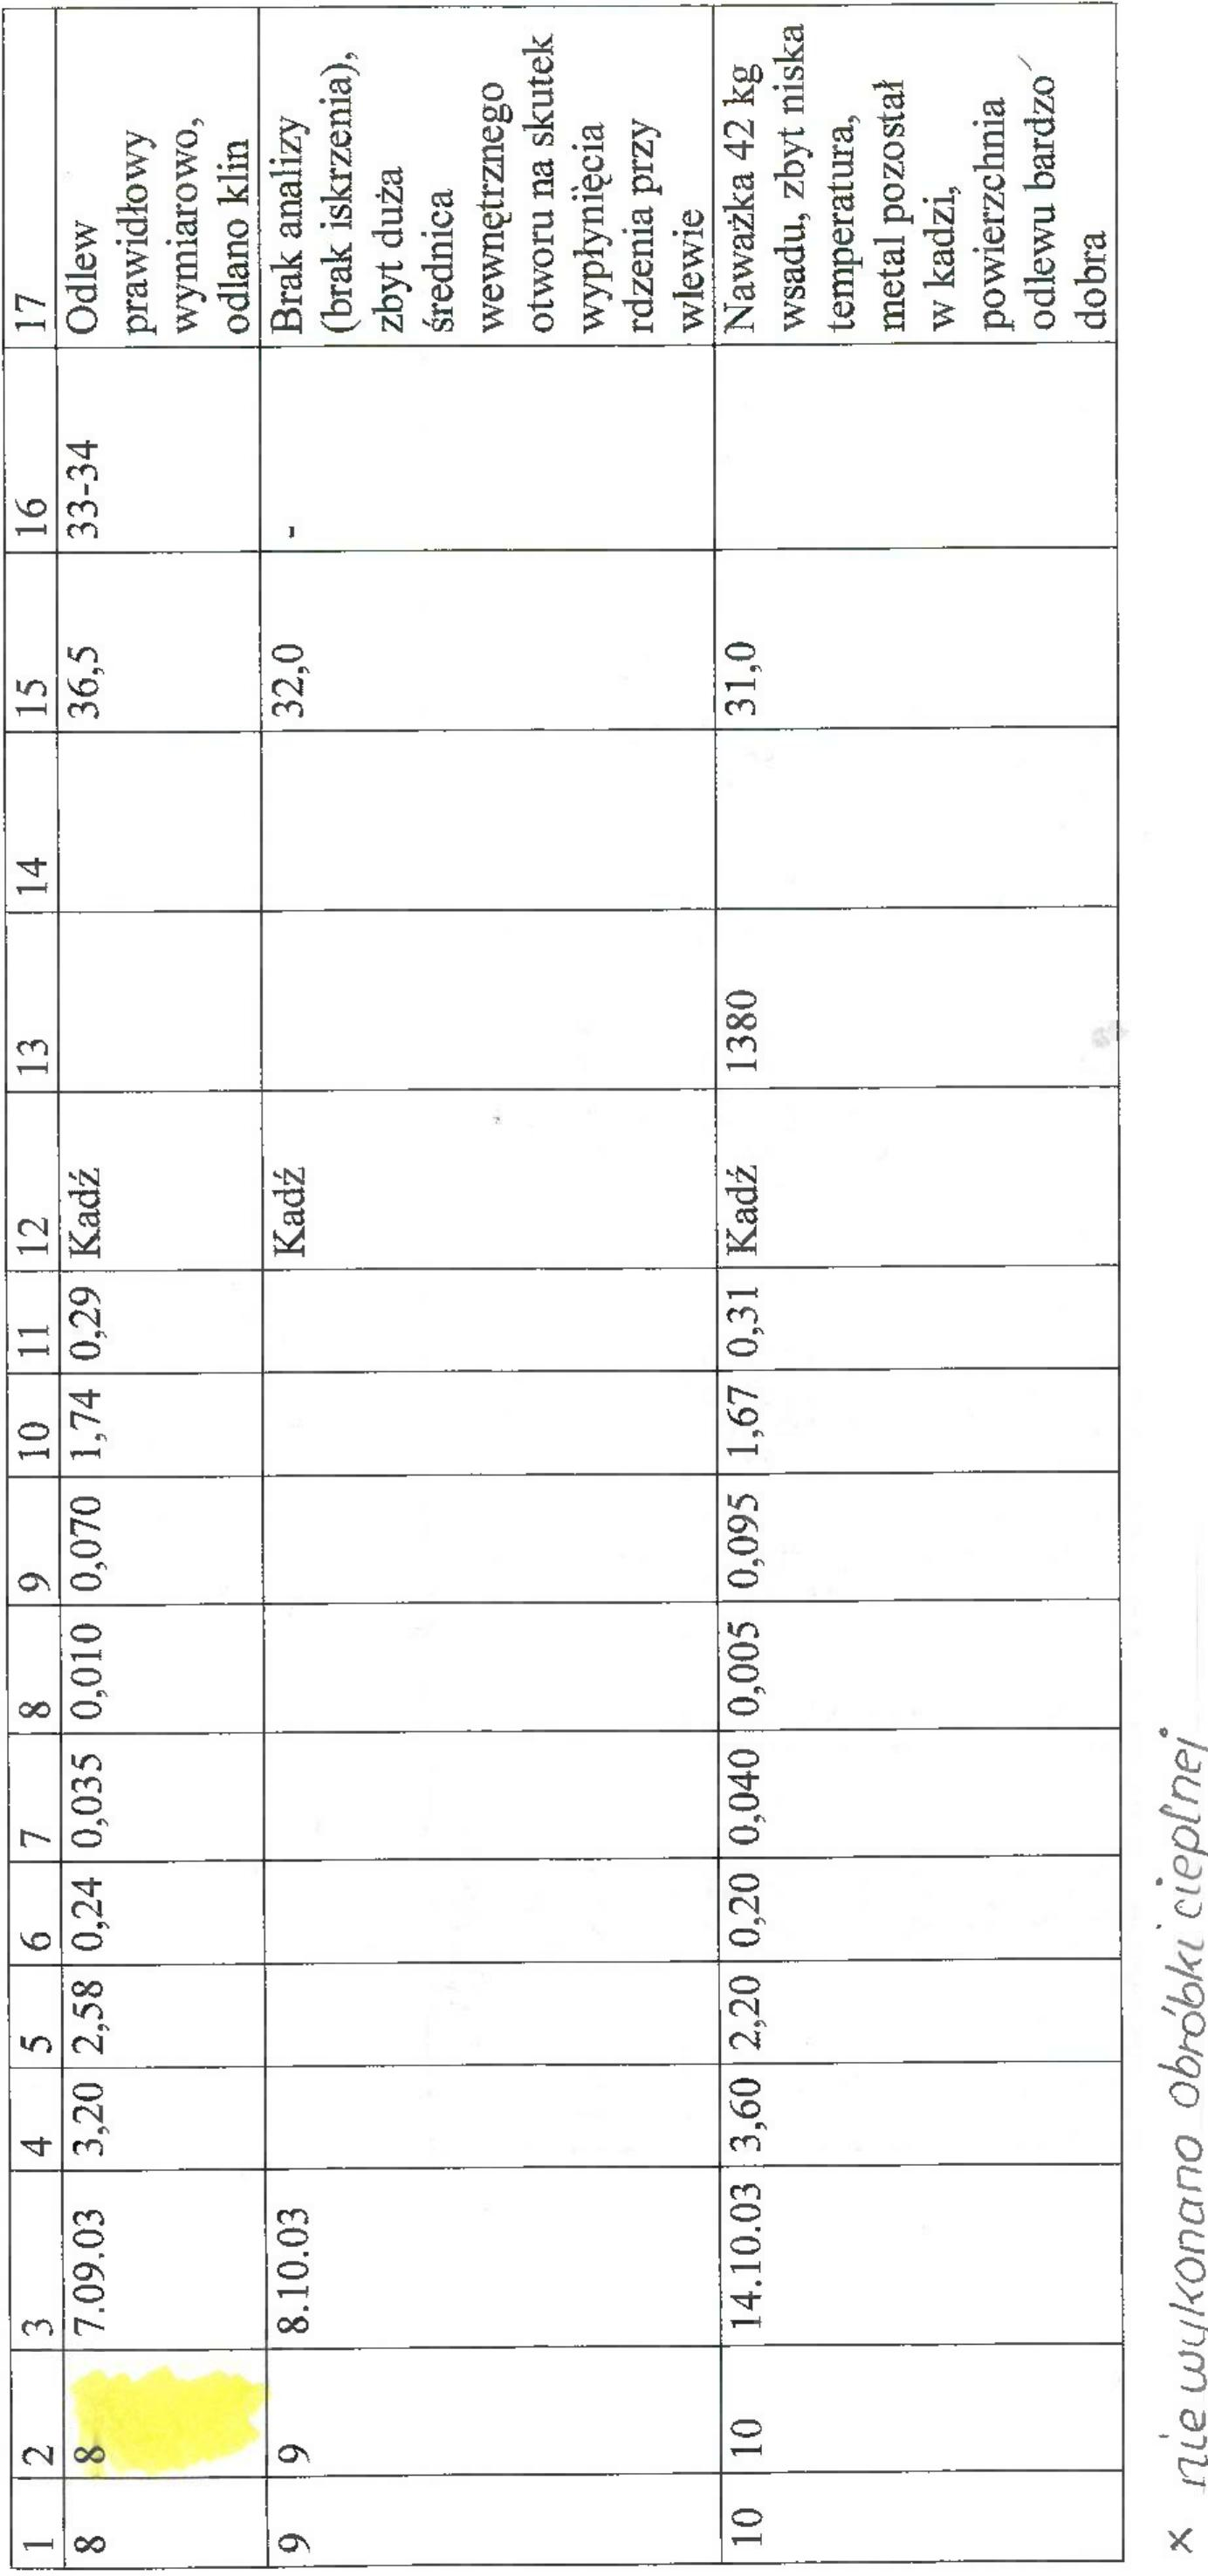 1 2 3 4 5 6 7 8 9 10 11 12 13 14 15 16 17
8 8 7.09.03 3,20 2,58 0,24 0,035 0,010 0,070 1,74 0,29 Kadź 36,5 33-34 Odlew
prawidłowy
wymiarowo,
odlano klin
9 9 8.10.03 Kadź 32,0 - Brak analizy
(brak iskrzenia),
zbyt duża
średnica
wewnętrznego
otworu na skutek
wypłynięcia
rdzenia przy
wlewie
10 10 14.10.03 3,60 2,20 0,20 0,040 0,005 0,095 1,67 0,31 Kadź 1380 31,0 Naważka 42 kg
wsadu, zbyt niska
temperatura,
metal pozostał
w kadzi,
powierzchnia
odlewu bardzo
dobra
x nie wykonano obróbki cieplnej